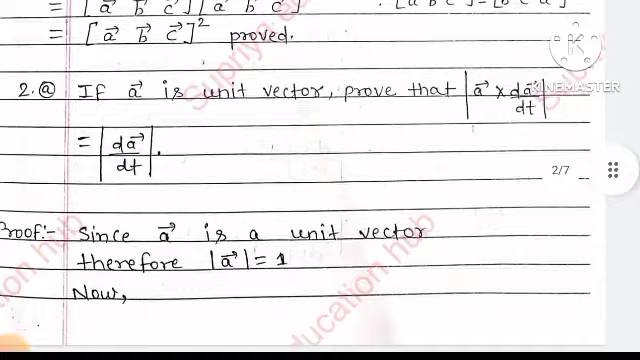 = [a⃗ b⃗ c⃗] [a⃗ b⃗ c⃗]
= [a⃗ b⃗ c⃗]² proved.
KINEMASTER
2.ⓐ If a⃗ is unit vector, prove that |a⃗ × da⃗/dt|
= |da⃗/dt|.
2/7
Proof:- Since a⃗ is a unit vector
therefore |a⃗| = 1
Now,